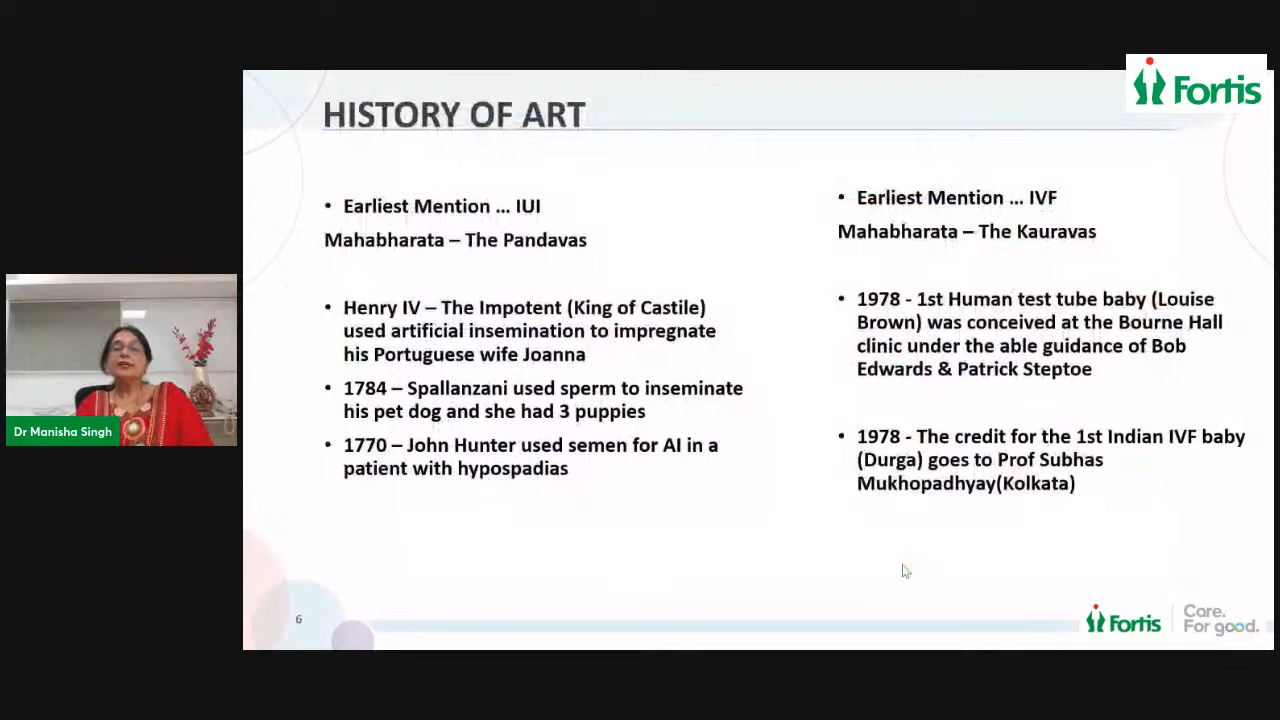 Fortis
HISTORY OF ART
• Earliest Mention ... IUI
Mahabharata – The Pandavas
• Henry IV – The Impotent (King of Castile)
used artificial insemination to impregnate
his Portuguese wife Joanna
• 1784 – Spallanzani used sperm to inseminate
his pet dog and she had 3 puppies
• 1770 – John Hunter used semen for AI in a
patient with hypospadias
• Earliest Mention ... IVF
Mahabharata – The Kauravas
• 1978 - 1st Human test tube baby (Louise
Brown) was conceived at the Bourne Hall
clinic under the able guidance of Bob
Edwards & Patrick Steptoe
• 1978 - The credit for the 1st Indian IVF baby
(Durga) goes to Prof Subhas
Mukhopadhyay(Kolkata)
Dr Manisha Singh
6
Fortis
Care.
For good.